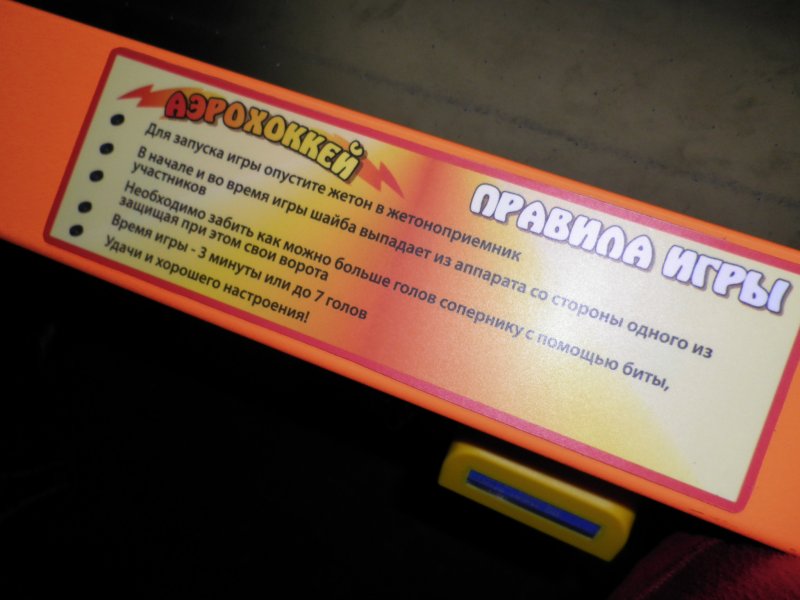 АЭРОХОККЕЙ
ПРАВИЛА ИГРЫ
Для запуска игры опустите жетон в жетоноприемник
В начале и во время игры шайба выпадает из аппарата со стороны одного из
участников
Необходимо забить как можно больше голов сопернику с помощью биты,
защищая при этом свои ворота
Время игры - 3 минуты или до 7 голов
Удачи и хорошего настроения!